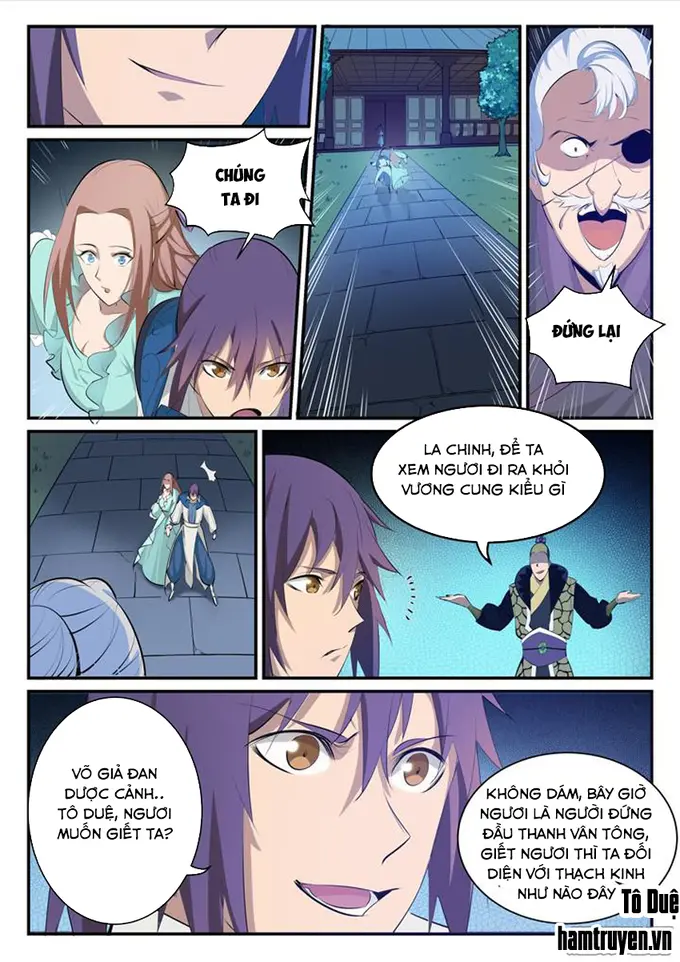 CHÚNG
TA ĐI
ĐỨNG LẠI
LA CHINH, ĐỂ TA
XEM NGƯƠI ĐI RA KHỎI
VƯƠNG CUNG KIỂU GÌ
VÕ GIẢ ĐAN
DƯỢC CẢNH..
TÔ DUỆ, NGƯƠI
MUỐN GIẾT TA?
KHÔNG DÁM, BÂY GIỜ
NGƯƠI LÀ NGƯỜI ĐỨNG
ĐẦU THANH VÂN TÔNG,
GIẾT NGƯƠI THÌ TA ĐỐI
DIỆN VỚI THẠCH KINH
NHƯ NÀO ĐÂY
Tô Duệ
hamtruyen.vn